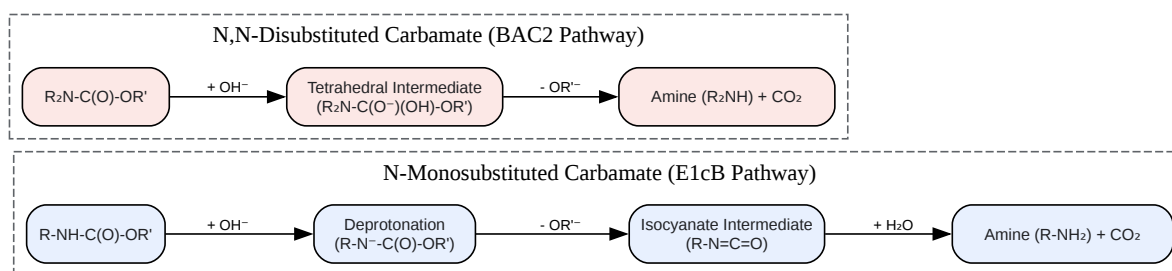 N,N-Disubstituted Carbamate (BAC2 Pathway)
R₂N-C(O)-OR'
+ OH⁻
Tetrahedral Intermediate
(R₂N-C(O⁻)(OH)-OR')
- OR'⁻
Amine (R₂NH) + CO₂
N-Monosubstituted Carbamate (E1cB Pathway)
R-NH-C(O)-OR'
+ OH⁻
Deprotonation
(R-N⁻-C(O)-OR')
- OR'⁻
Isocyanate Intermediate
(R-N=C=O)
+ H₂O
Amine (R-NH₂) + CO₂